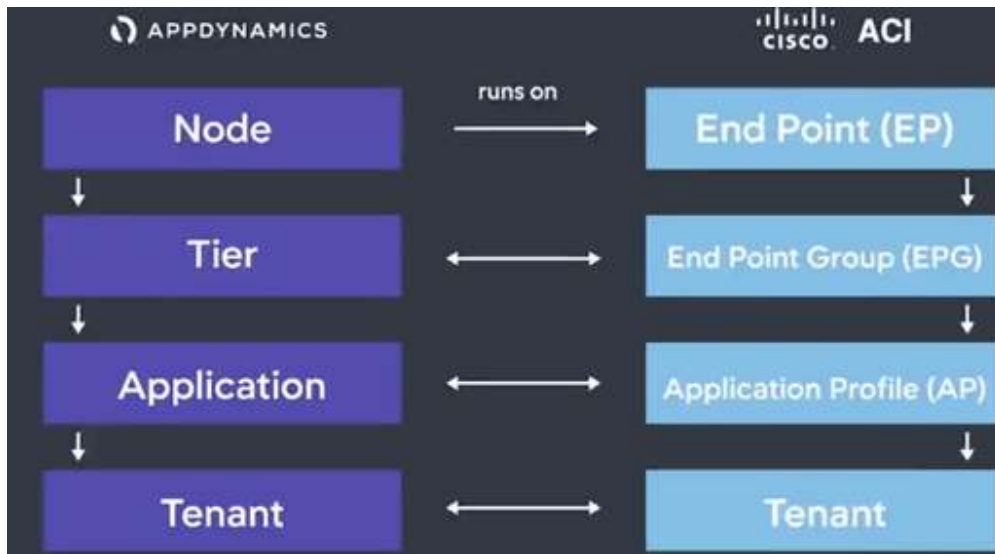 APPDYNAMICS
CISCO ACI
Node
runs on
End Point (EP)
Tier
End Point Group (EPG)
Application
Application Profile (AP)
Tenant
Tenant